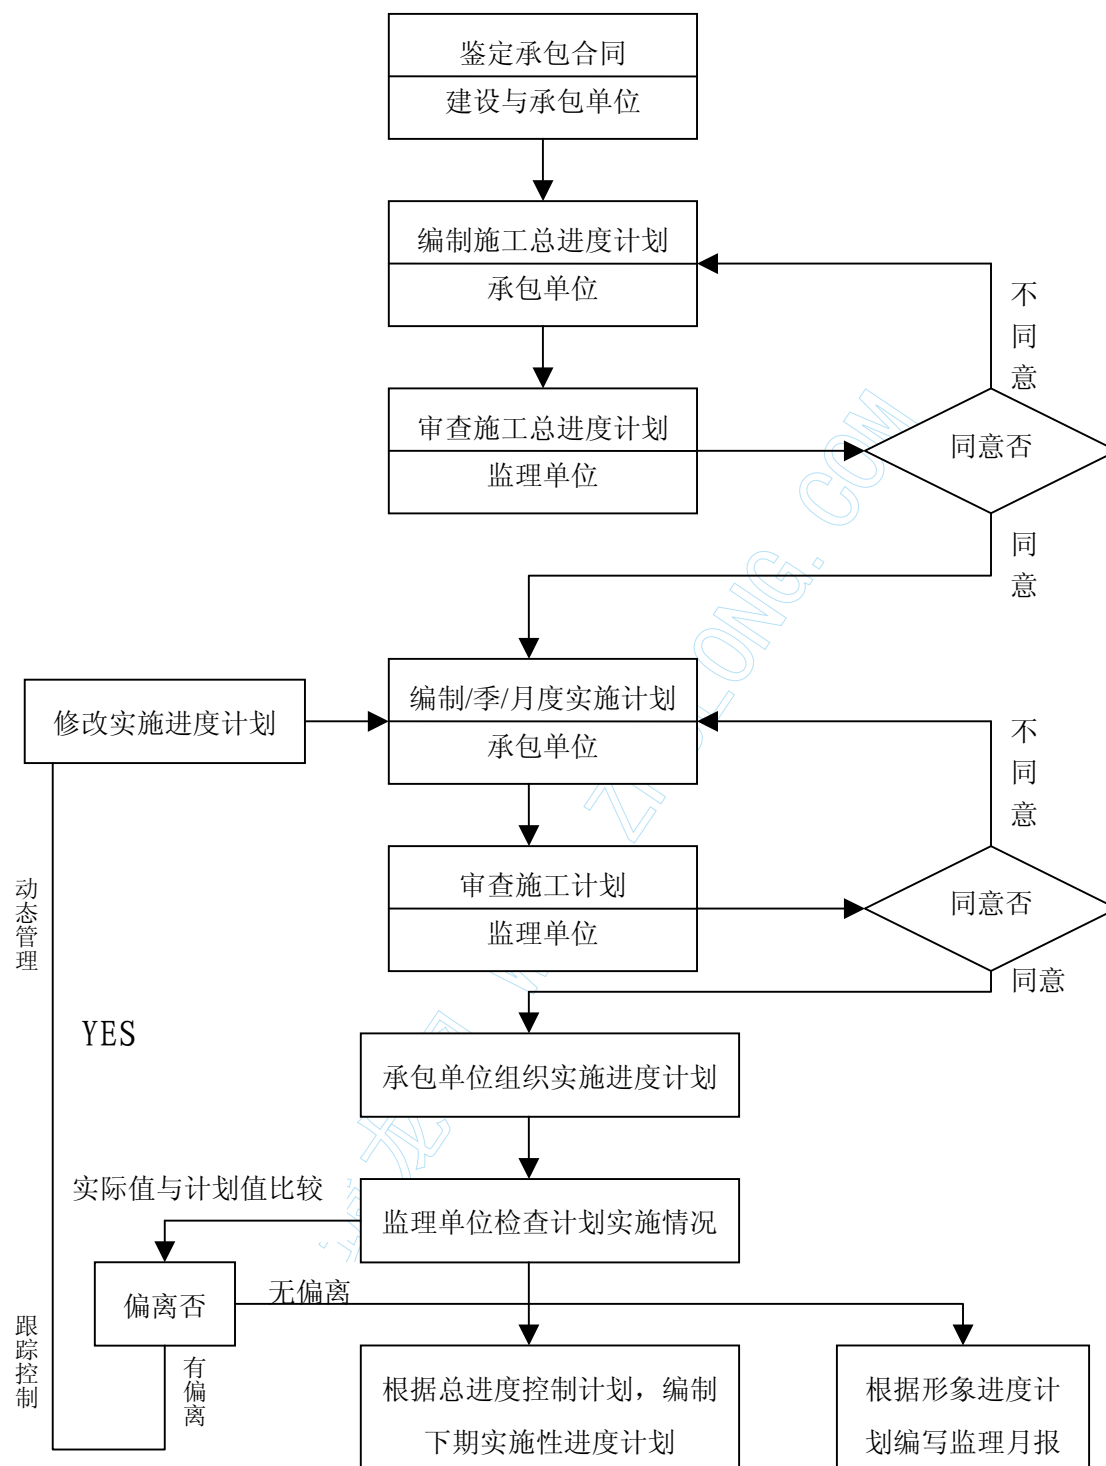 鉴定承包合同
建设与承包单位
编制施工总进度计划
承包单位
不同意
审查施工总进度计划
监理单位
同意否
同意
修改实施进度计划
编制/季/月度实施计划
承包单位
不同意
审查施工计划
监理单位
同意否
同意
动态管理
YES
承包单位组织实施进度计划
实际值与计划值比较
监理单位检查计划实施情况
偏离否
无偏离
跟踪控制
有偏离
根据总进度控制计划，编制
下期实施性进度计划
根据形象进度计
划编写监理月报